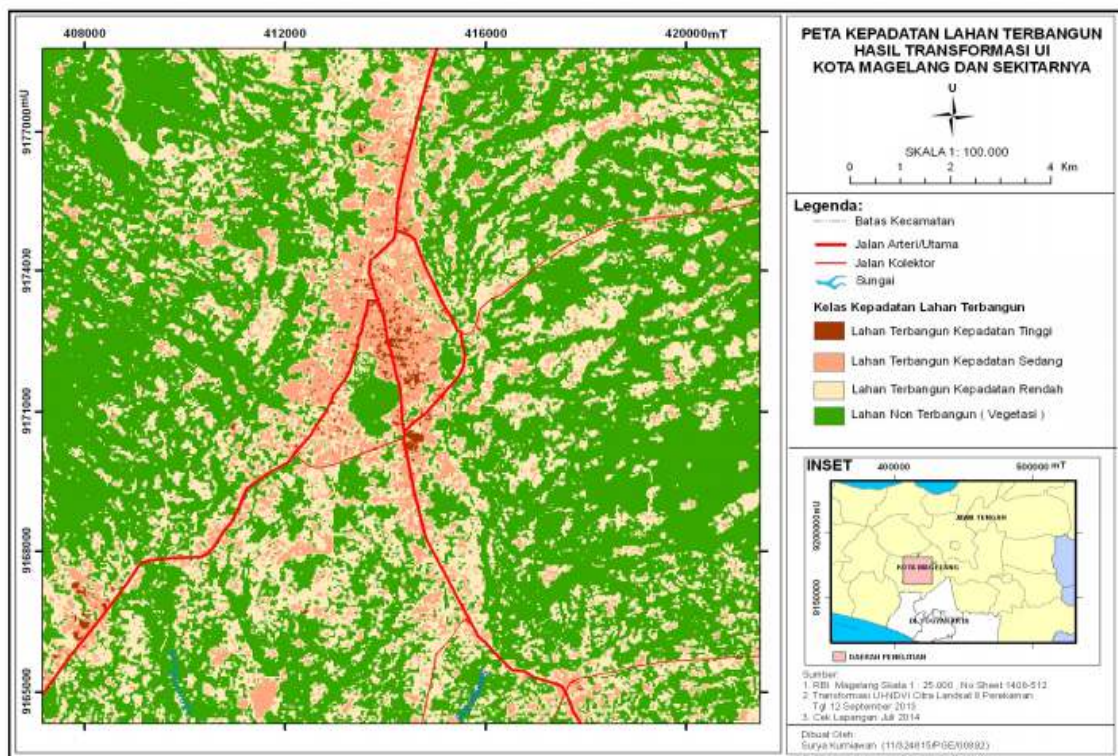 408000 412000 416000 420000mT
9177000mU
9174000
9171000
9168000
9165000
PETA KEPADATAN LAHAN TERBANGUN
HASIL TRANSFORMASI UI
KOTA MAGELANG DAN SEKITARNYA
U
SKALA 1: 100.000
0 1 2 4 Km
Legenda:
Batas Kecamatan
Jalan Arteri/Utama
Jalan Kolektor
Sungai
Kelas Kepadatan Lahan Terbangun
Lahan Terbangun Kepadatan Tinggi
Lahan Terbangun Kepadatan Sedang
Lahan Terbangun Kepadatan Rendah
Lahan Non Terbangun ( Vegetasi )
INSET
400000 500000 mT
9200000mU
9150000
JAWA TENGAH
KOTA MAGELANG
DI. YOGYAKARTA
DAERAH PENELITIAN
Sumber:
1. RBI Magelang Skala 1 : 25.000 , No Sheet 1408-512
2. Transformasi UI-NDVI Citra Landsat 8 Perekaman
Tgl 12 September 2013
3. Cek Lapangan Juli 2014
Dibuat Oleh:
Surya Kurniawan